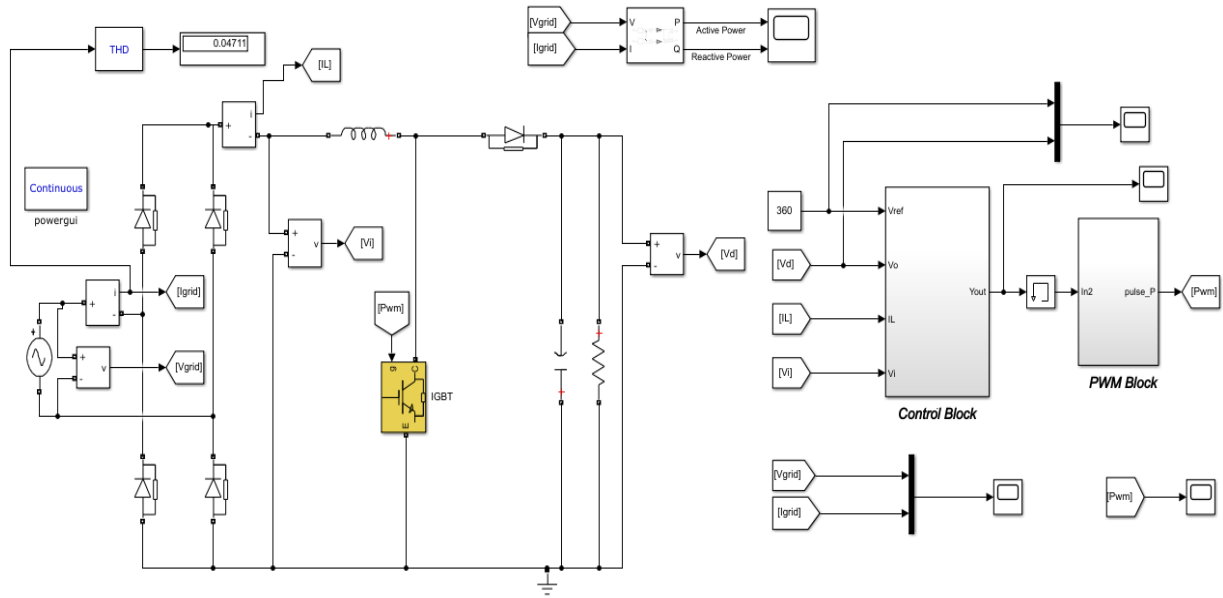 [Vgrid]
[Igrid]
V
I
P
Q
Active Power
Reactive Power
THD
0.04711
[IL]
i
+
-
Continuous
powergui
+
-
v
[Vi]
+
-
v
[Vd]
i
+
-
[Igrid]
+
+
-
v
[Vgrid]
[Pwm]
g
C
E
IGBT
+
+
+
360
[Vd]
[IL]
[Vi]
Vref
Vo
IL
Vi
Yout
Control Block
In2
pulse_P
[Pwm]
PWM Block
[Vgrid]
[Igrid]
[Pwm]